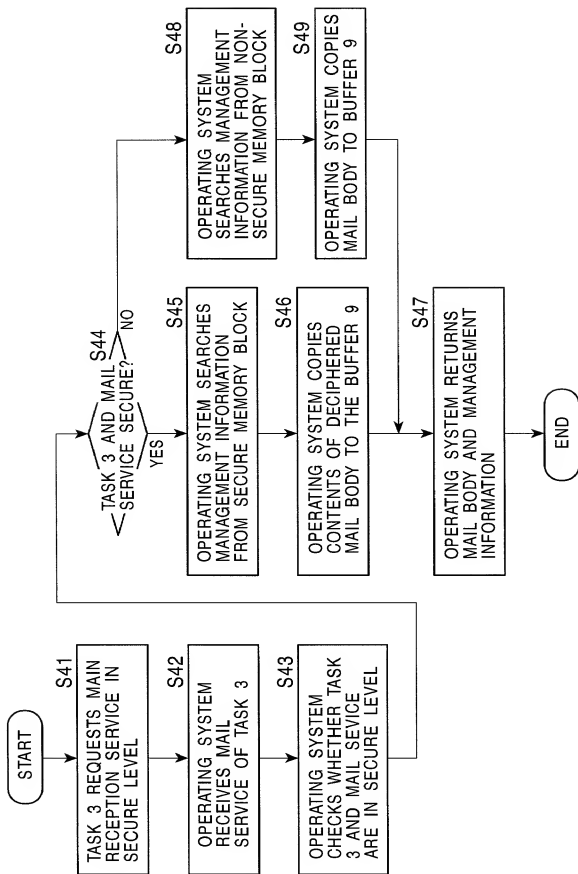 START
S41
TASK 3 REQUESTS MAIN
RECEPTION SERVICE IN
SECURE LEVEL
S42
OPERATING SYSTEM
RECEIVES MAIL
SERVICE OF TASK 3
S43
OPERATING SYSTEM
CHECKS WHETHER TASK
3 AND MAIL SEVICE
ARE IN SECURE LEVEL
S44
TASK 3 AND MAIL
SERVICE SECURE?
NO
YES
S45
OPERATING SYSTEM SEARCHES
MANAGEMENT INFORMATION
FROM SECURE MEMORY BLOCK
S46
OPERATING SYSTEM COPIES
CONTENTS OF DECIPHERED
MAIL BODY TO THE BUFFER 9
S47
OPERATING SYSTEM RETURNS
MAIL BODY AND MANAGEMENT
INFORMATION
END
S48
OPERATING SYSTEM
SEARCHES MANAGEMENT
INFORMATION FROM NON-
SECURE MEMORY BLOCK
S49
OPERATING SYSTEM COPIES
MAIL BODY TO BUFFER 9